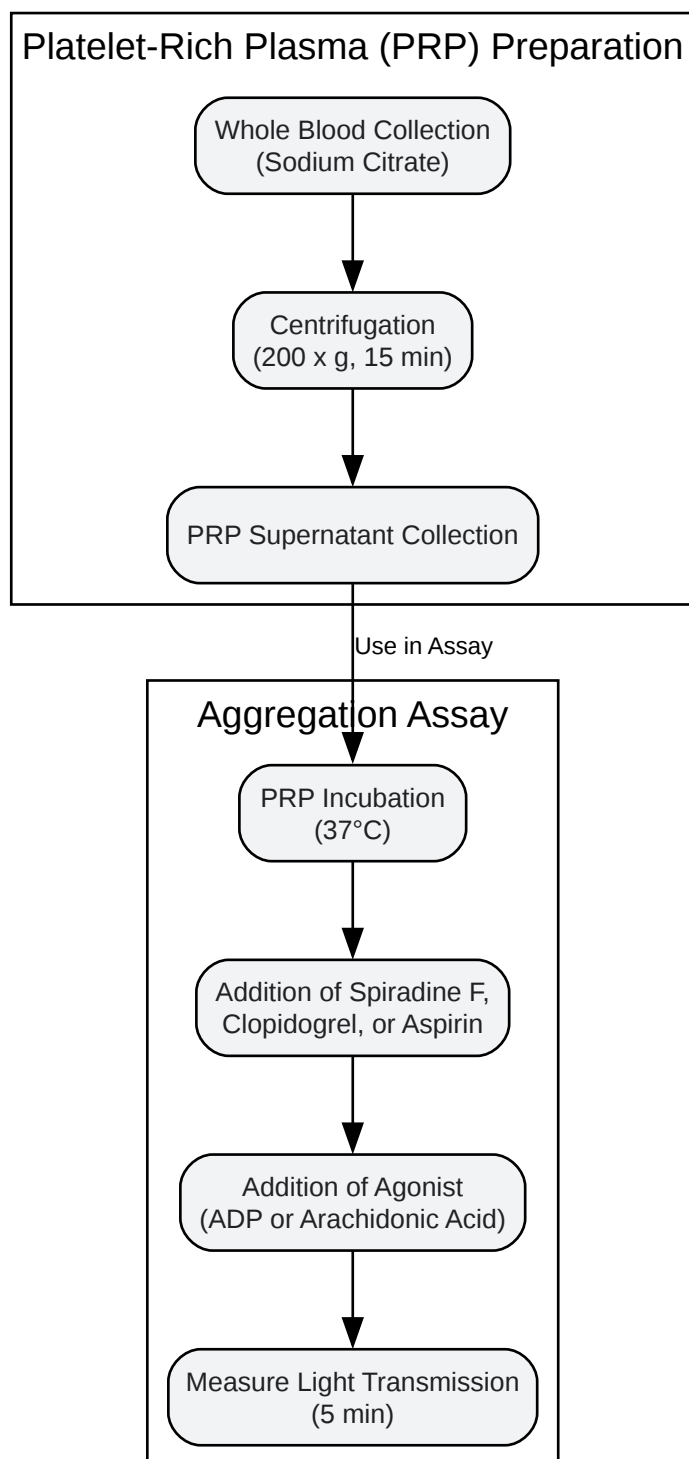 Platelet-Rich Plasma (PRP) Preparation
Whole Blood Collection
(Sodium Citrate)
Centrifugation
(200 x g, 15 min)
PRP Supernatant Collection
Use in Assay
Aggregation Assay
PRP Incubation
(37°C)
Addition of Spiradine F,
Clopidogrel, or Aspirin
Addition of Agonist
(ADP or Arachidonic Acid)
Measure Light Transmission
(5 min)